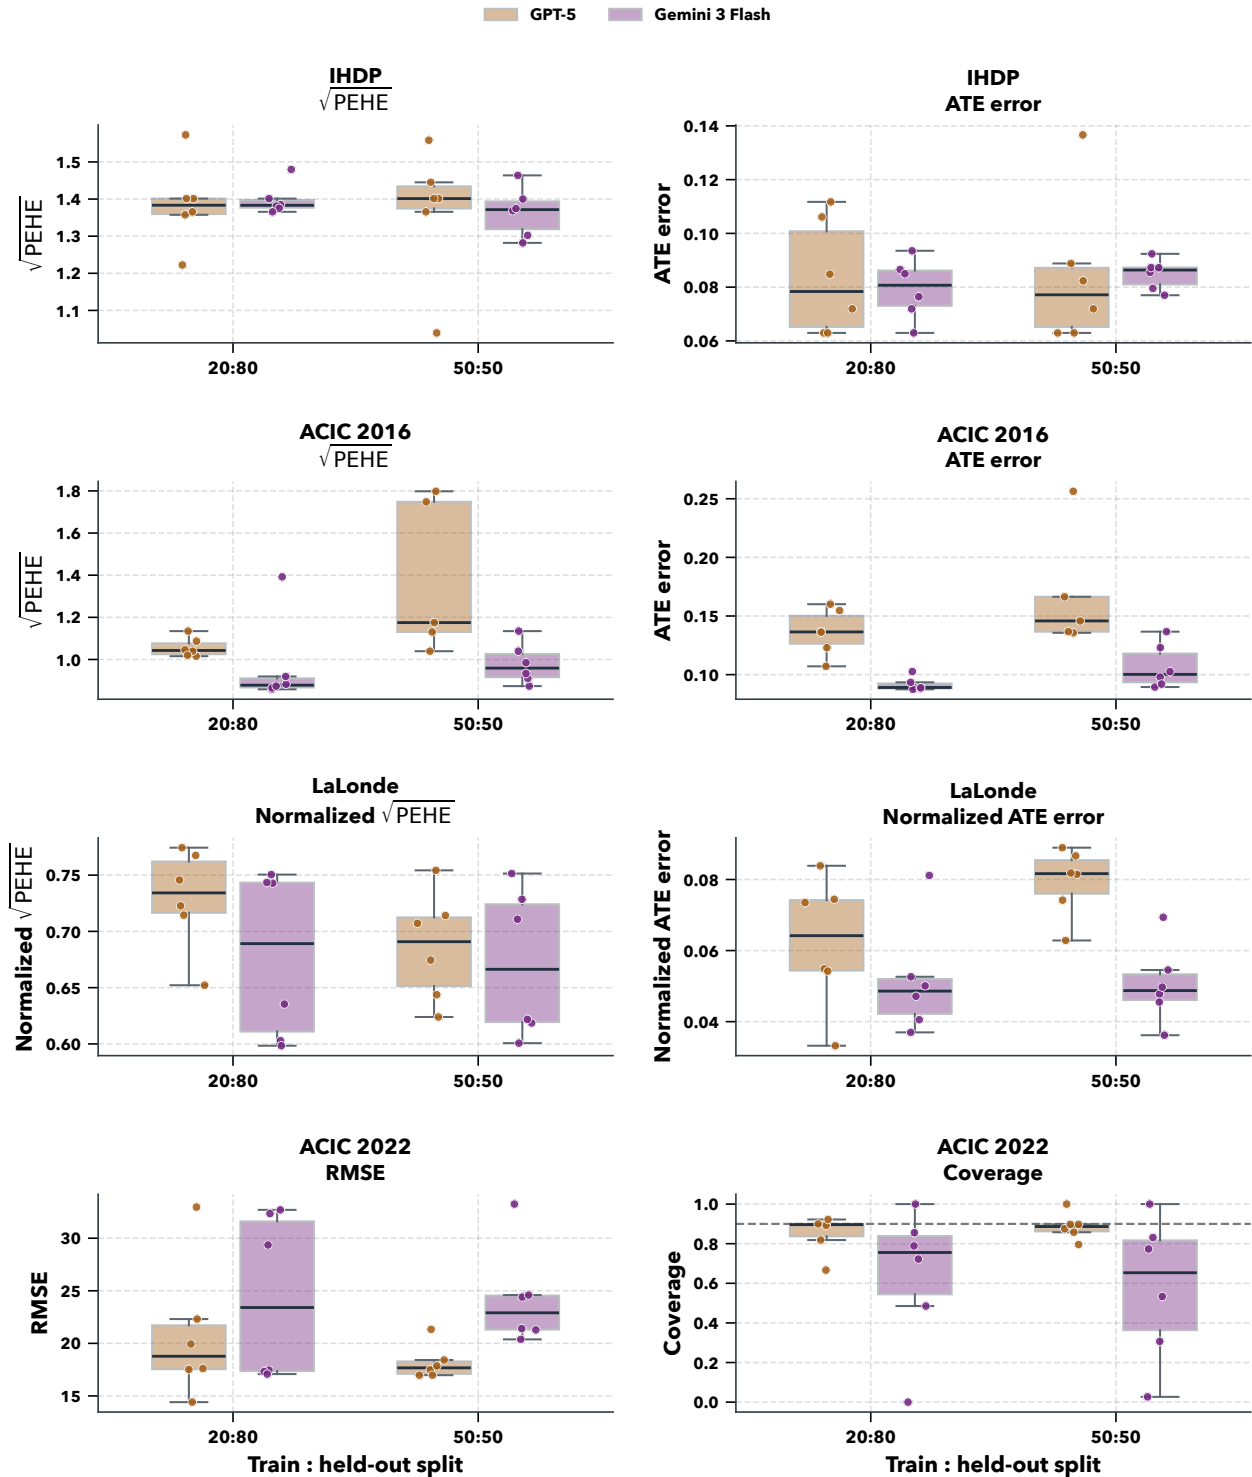 GPT-5
Gemini 3 Flash
IHDP
√PEHE
√PEHE
1.5
1.4
1.3
1.2
1.1
20:80
50:50
IHDP
ATE error
ATE error
0.14
0.12
0.10
0.08
0.06
20:80
50:50
ACIC 2016
√PEHE
√PEHE
1.8
1.6
1.4
1.2
1.0
20:80
50:50
ACIC 2016
ATE error
ATE error
0.25
0.20
0.15
0.10
20:80
50:50
LaLonde
Normalized √PEHE
Normalized √PEHE
0.75
0.70
0.65
0.60
20:80
50:50
LaLonde
Normalized ATE error
Normalized ATE error
0.08
0.06
0.04
20:80
50:50
ACIC 2022
RMSE
RMSE
30
25
20
15
20:80
50:50
Train : held-out split
ACIC 2022
Coverage
Coverage
1.0
0.8
0.6
0.4
0.2
0.0
20:80
50:50
Train : held-out split